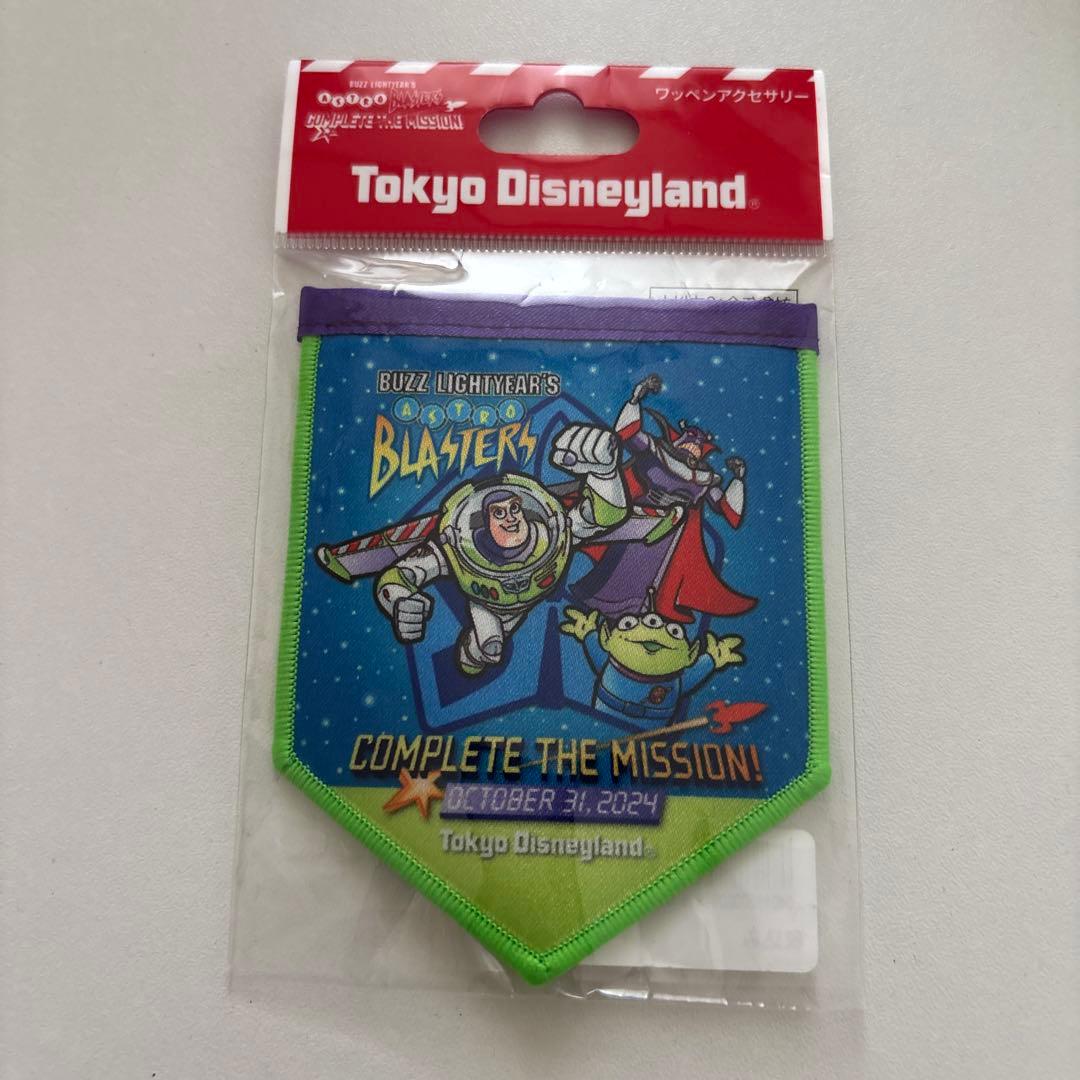 BUZZ LIGHTYEAR'S
ASTRO BLASTERS
COMPLETE THE MISSION!
ワッペンアクセサリー
Tokyo Disneyland®
BUZZ LIGHTYEAR'S
ASTRO
BLASTERS
COMPLETE THE MISSION!
OCTOBER 31, 2024
Tokyo Disneyland®